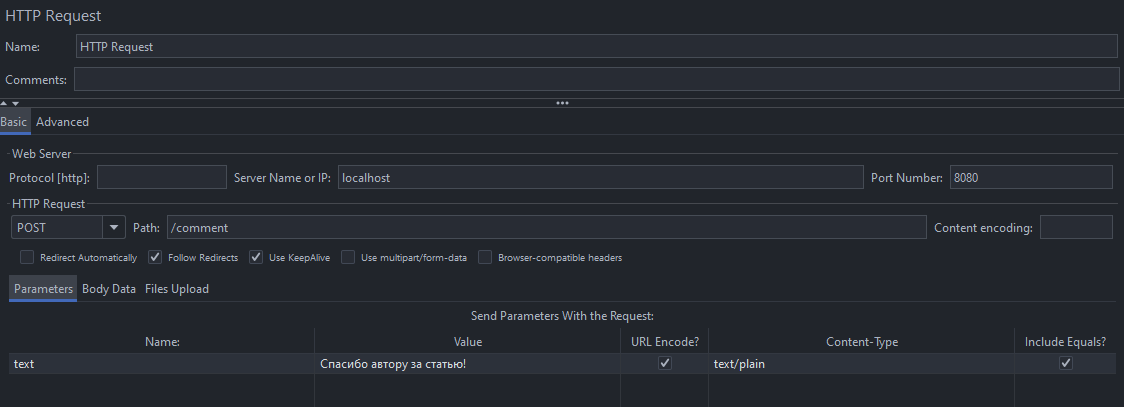 HTTP Request
Name: HTTP Request
Comments:
Basic Advanced
Web Server
Protocol [http]: Server Name or IP: localhost Port Number: 8080
HTTP Request
POST Path: /comment Content encoding:
Redirect Automatically Follow Redirects Use KeepAlive Use multipart/form-data Browser-compatible headers
Parameters Body Data Files Upload
Send Parameters With the Request:
Name: Value URL Encode? Content-Type Include Equals?
text Спасибо автору за статью! text/plain